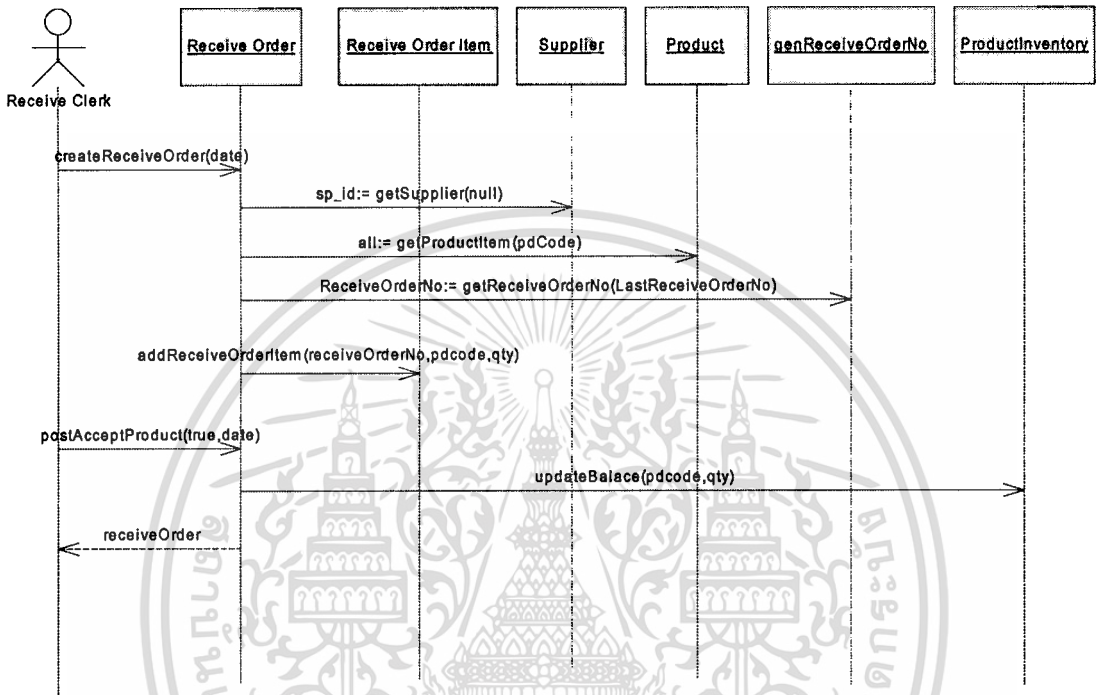 Receive Order
Receive Order Item
Supplier
Product
genReceiveOrderNo
ProductInventory
Receive Clerk
createReceiveOrder(date)
sp_id:= getSupplier(null)
all:= getProductItem(pdCode)
ReceiveOrderNo:= getReceiveOrderNo(LastReceiveOrderNo)
addReceiveOrderItem(receiveOrderNo,pdcode,qty)
postAcceptProduct(true,date)
updateBalace(pdcode,qty)
receiveOrder